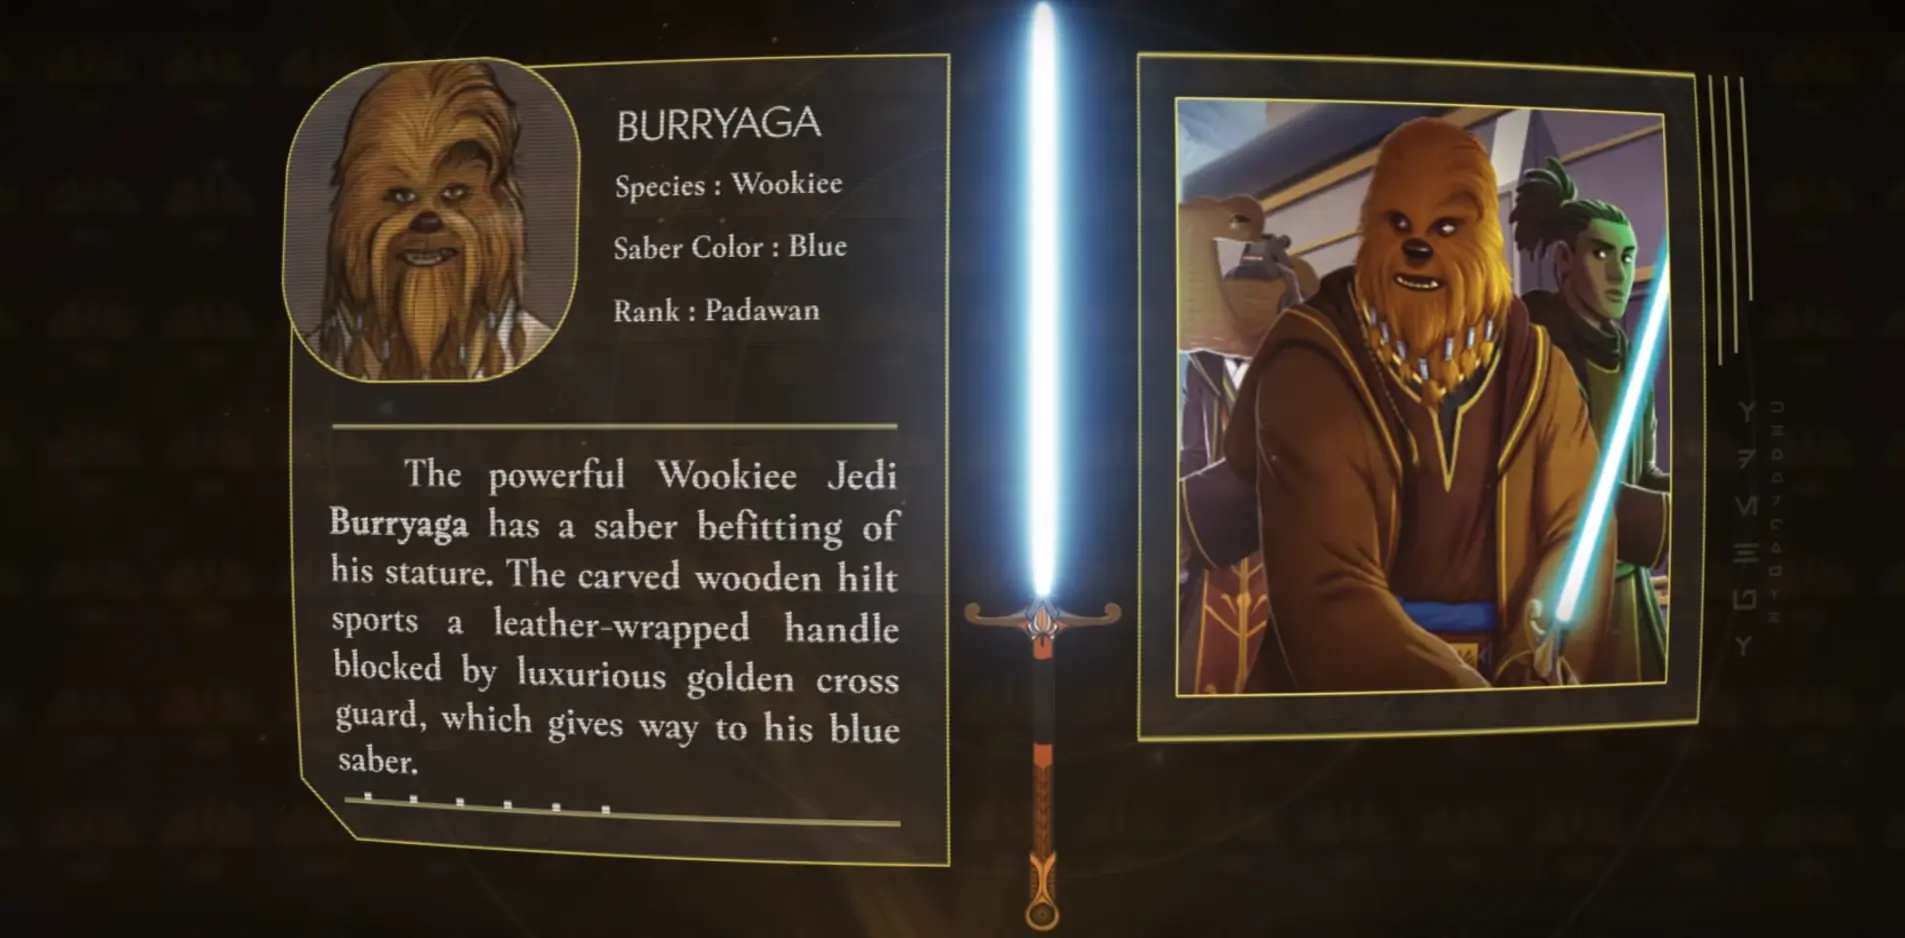 BURRYAGA
Species : Wookiee
Saber Color : Blue
Rank : Padawan
The powerful Wookiee Jedi
Burryaga has a saber befitting of
his stature. The carved wooden hilt
sports a leather-wrapped handle
blocked by luxurious golden cross
guard, which gives way to his blue
saber.